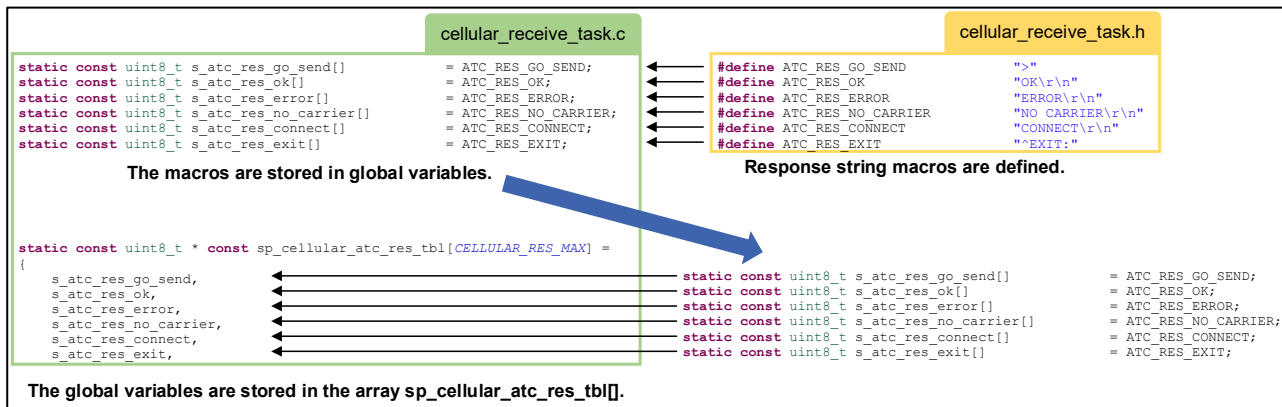 cellular_receive_task.c
static const uint8_t s_atc_res_go_send[] = ATC_RES_GO_SEND;
static const uint8_t s_atc_res_ok[] = ATC_RES_OK;
static const uint8_t s_atc_res_error[] = ATC_RES_ERROR;
static const uint8_t s_atc_res_no_carrier[] = ATC_RES_NO_CARRIER;
static const uint8_t s_atc_res_connect[] = ATC_RES_CONNECT;
static const uint8_t s_atc_res_exit[] = ATC_RES_EXIT;
The macros are stored in global variables.
cellular_receive_task.h
#define ATC_RES_GO_SEND ">"
#define ATC_RES_OK "OK\r\n"
#define ATC_RES_ERROR "ERROR\r\n"
#define ATC_RES_NO_CARRIER "NO CARRIER\r\n"
#define ATC_RES_CONNECT "CONNECT\r\n"
#define ATC_RES_EXIT "^EXIT:"
Response string macros are defined.
static const uint8_t * const sp_cellular_atc_res_tbl[CELLULAR_RES_MAX] =
{
s_atc_res_go_send,
s_atc_res_ok,
s_atc_res_error,
s_atc_res_no_carrier,
s_atc_res_connect,
s_atc_res_exit,
static const uint8_t s_atc_res_go_send[] = ATC_RES_GO_SEND;
static const uint8_t s_atc_res_ok[] = ATC_RES_OK;
static const uint8_t s_atc_res_error[] = ATC_RES_ERROR;
static const uint8_t s_atc_res_no_carrier[] = ATC_RES_NO_CARRIER;
static const uint8_t s_atc_res_connect[] = ATC_RES_CONNECT;
static const uint8_t s_atc_res_exit[] = ATC_RES_EXIT;
The global variables are stored in the array sp_cellular_atc_res_tbl[].